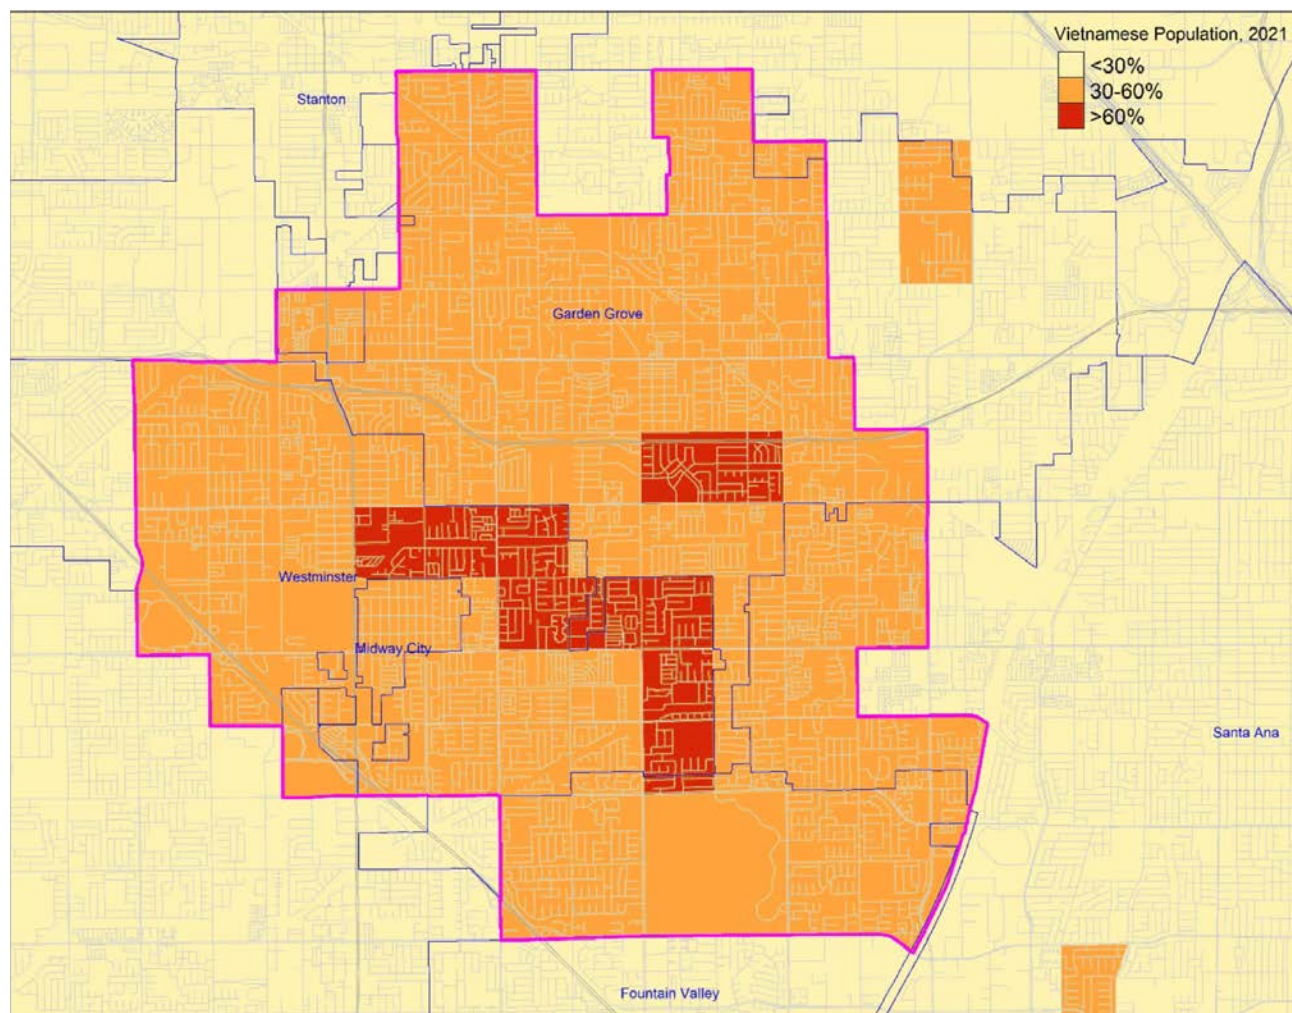 Vietnamese Population, 2021
<30%
30-60%
>60%
Stanton
Garden Grove
Westminster
Midway City
Santa Ana
Fountain Valley